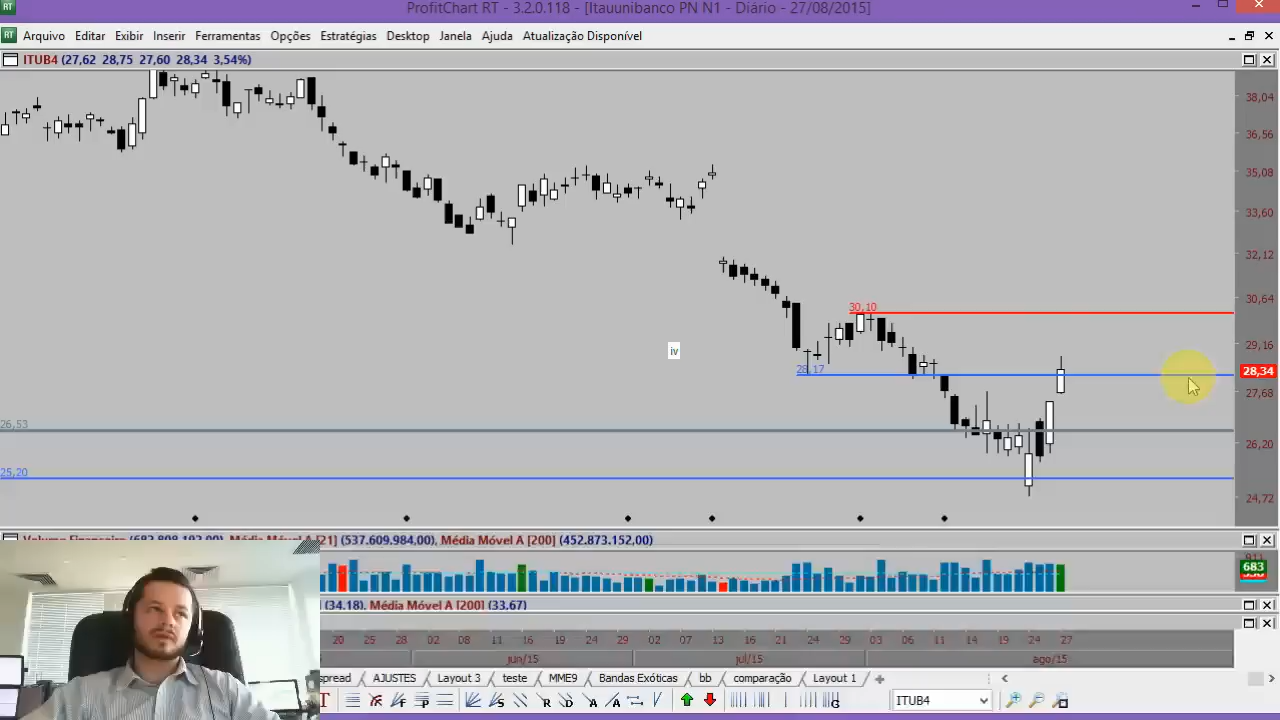 ProfitChart RT - 3.2.0.118 - [Itauunibanco PN N1 - Diário - 27/08/2015]
Arquivo Editar Exibir Inserir Ferramentas Opções Estratégias Desktop Janela Ajuda Atualização Disponível
ITUB4 (27,62 28,75 27,60 28,34 3,54%)
38,04
36,56
35,08
33,60
32,12
30,64
30,10
iv
29,16
28,17
28,34
27,68
26,53
26,20
25,20
24,72
Volume Financeiro (683.808.192,00), Média Móvel A [21] (537.609.984,00), Média Móvel A [200] (452.873.152,00)
683
(34.18), Média Móvel A [200] (33,67)
20 25 28 02 08 11 16 19 24 29 02 07 13 16 21 24 29 03 06 11 14 19 24 27
jun/15 jul/15 ago/15
spread AJUSTES Layout 3 teste MME9 Bandas Exóticas bb comparação Layout 1
ITUB4